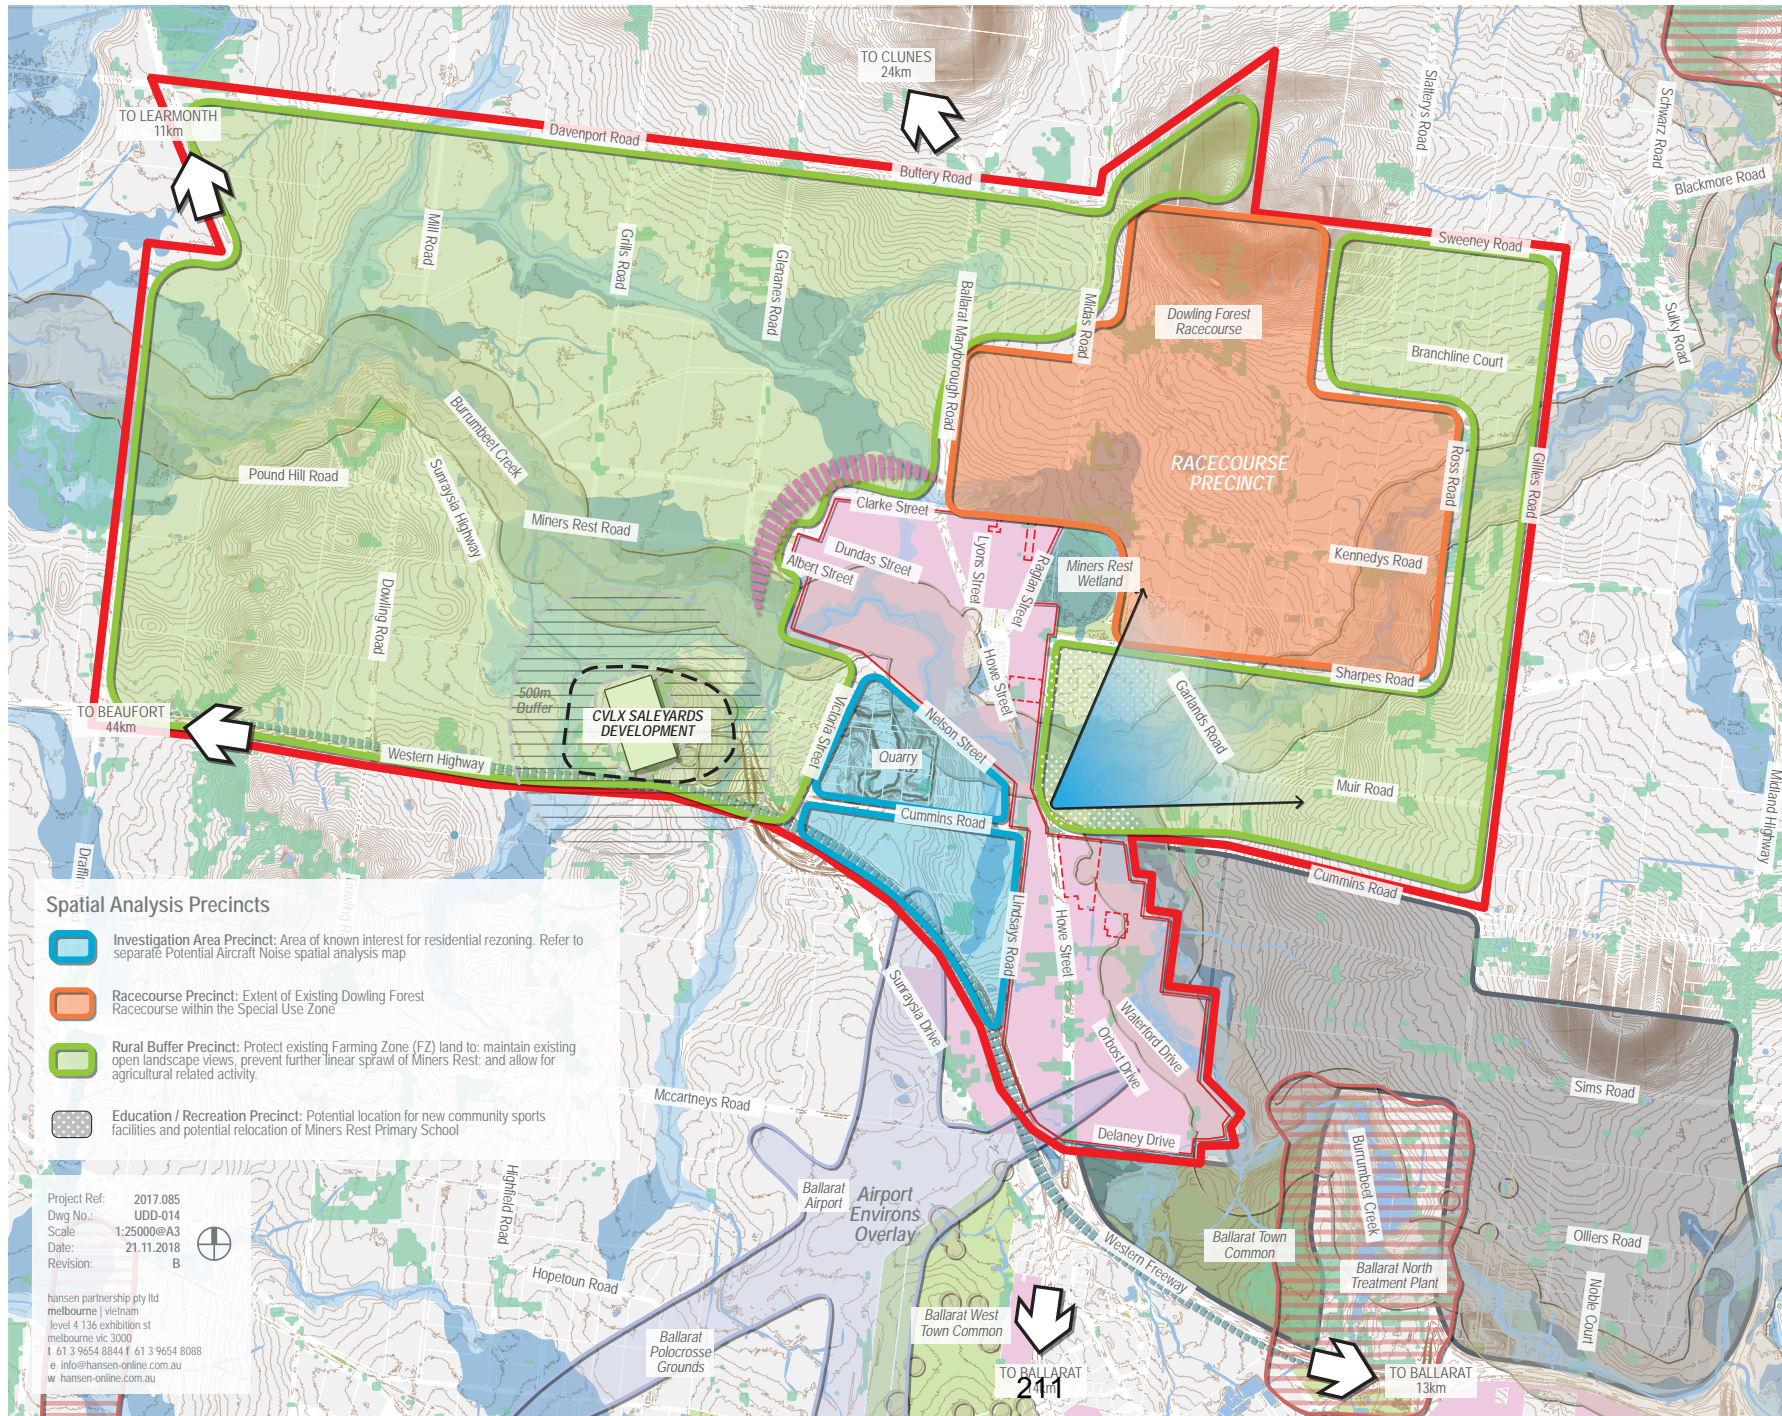 TO CLUNES
24km
TO LEARMONTH
11km
Davenport Road
Buttery Road
Slatterys Road
Schwarz Road
Blackmore Road
Sweeney Road
Mill Road
Grills Road
Glenanes Road
Ballarat Maryborough Road
Midas Road
Dowling Forest
Racecourse
Branchline Court
Sulky Road
Burrumbeet Creek
Pound Hill Road
Sunraysia Highway
Miners Rest Road
RACECOURSE
PRECINCT
Ross Road
Gillies Road
Clarke Street
Dundas Street
Albert Street
Lyons Street
Raglan Street
Miners Rest
Wetland
Kennedys Road
Dowling Road
Howe Street
Sharpes Road
Garlands Road
500m
Buffer
CVLX SALEYARDS
DEVELOPMENT
Victoria Street
Nelson Street
Quarry
TO BEAUFORT
44km
Western Highway
Muir Road
Midland Highway
Cummins Road
Cummins Road
Lindsays Road
Howe Street
Sunraysia Drive
Waterford Drive
Orbost Drive
Delaney Drive
Mccartneys Road
Sims Road
Highfield Road
Ballarat
Airport
Airport
Environs
Overlay
Burrumbeet Creek
Ballarat Town
Common
Western Freeway
Ballarat North
Treatment Plant
Olliers Road
Noble Court
Hopetoun Road
Ballarat
Polocrosse
Grounds
Ballarat West
Town Common
TO BALLARAT
211
TO BALLARAT
13km
Spatial Analysis Precincts
Investigation Area Precinct: Area of known interest for residential rezoning. Refer to
separate Potential Aircraft Noise spatial analysis map
Racecourse Precinct: Extent of Existing Dowling Forest
Racecourse within the Special Use Zone
Rural Buffer Precinct: Protect existing Farming Zone (FZ) land to: maintain existing
open landscape views, prevent further linear sprawl of Miners Rest; and allow for
agricultural related activity.
Education / Recreation Precinct: Potential location for new community sports
facilities and potential relocation of Miners Rest Primary School
Project Ref: 2017.085
Dwg No.: UDD-014
Scale 1:25000@A3
Date: 21.11.2018
Revision: B
hansen partnership pty ltd
melbourne | vietnam
level 4 136 exhibition st
melbourne vic 3000
t 61 3 9654 8844 f 61 3 9654 8088
e info@hansen-online.com.au
w hansen-online.com.au